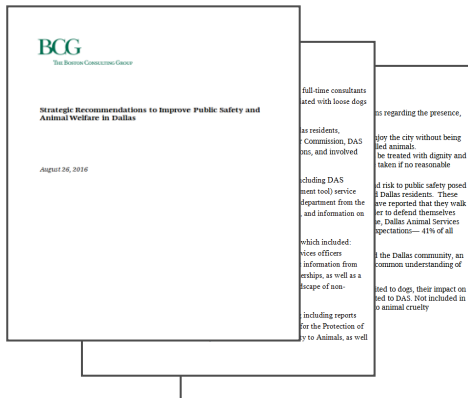 BCG
THE BOSTON CONSULTING GROUP
Strategic Recommendations to Improve Public Safety and
Animal Welfare in Dallas
August 26, 2016
full-time consultants
ated with loose dogs
as residents,
Commission, DAS
ons, and involved
cluding DAS
ment tool) service
department from the
, and information on
which included:
vices officers
information from
erships, as well as a
dscape of non-
including reports
for the Protection of
ry to Animals, as well
ns regarding the presence,
joy the city without being
lled animals.
be treated with dignity and
taken if no reasonable
d risk to public safety posed
Dallas residents. These
ave reported that they walk
er to defend themselves
e, Dallas Animal Services
xpectations— 41% of all
the Dallas community, an
common understanding of
ited to dogs, their impact on
ted to DAS. Not included in
o animal cruelty